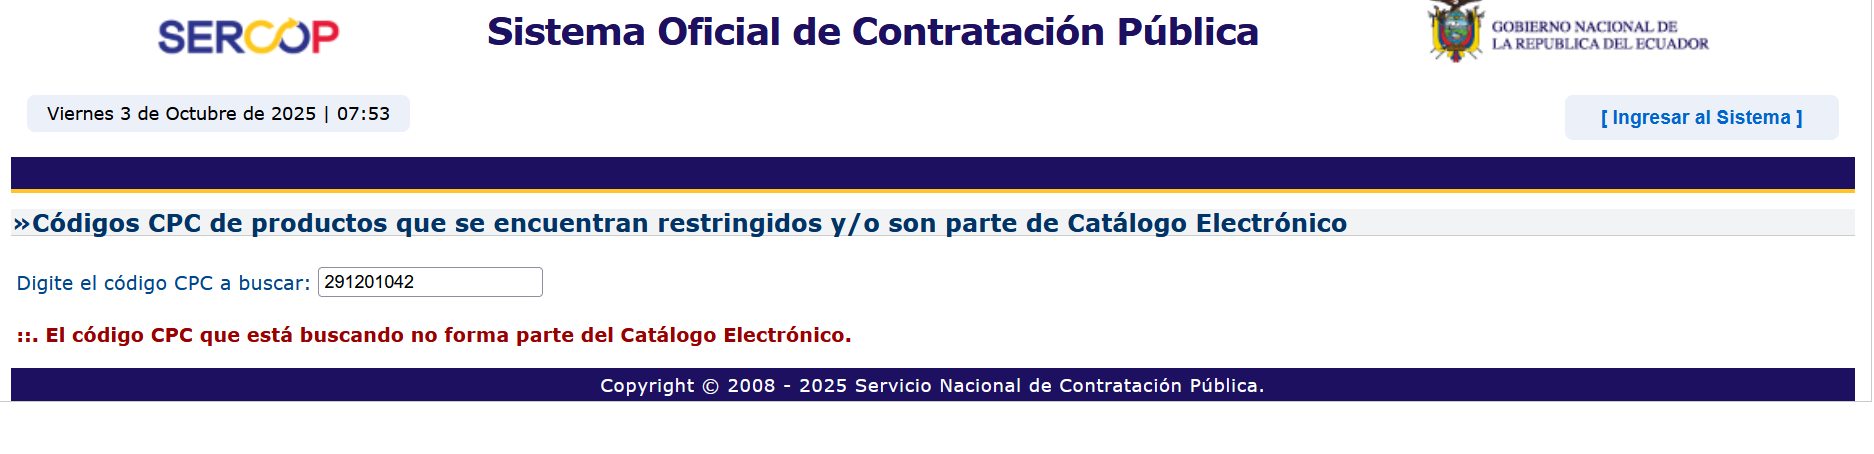 SERCOP
Sistema Oficial de Contratación Pública
GOBIERNO NACIONAL DE
LA REPUBLICA DEL ECUADOR
Viernes 3 de Octubre de 2025 | 07:53
[ Ingresar al Sistema ]
»Códigos CPC de productos que se encuentran restringidos y/o son parte de Catálogo Electrónico
Digite el código CPC a buscar: 291201042
::. El código CPC que está buscando no forma parte del Catálogo Electrónico.
Copyright © 2008 - 2025 Servicio Nacional de Contratación Pública.